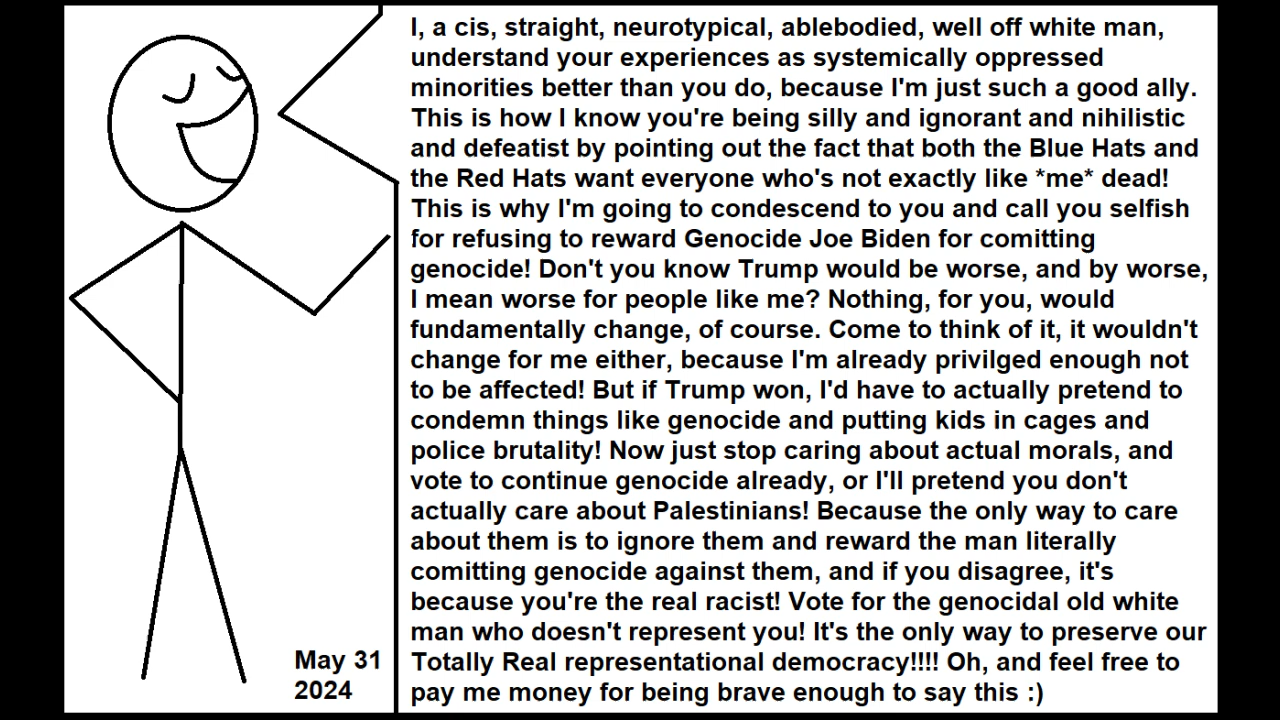 I, a cis, straight, neurotypical, ablebodied, well off white man,
understand your experiences as systemically oppressed
minorities better than you do, because I'm just such a good ally.
This is how I know you're being silly and ignorant and nihilistic
and defeatist by pointing out the fact that both the Blue Hats and
the Red Hats want everyone who's not exactly like *me* dead!
This is why I'm going to condescend to you and call you selfish
for refusing to reward Genocide Joe Biden for comitting
genocide! Don't you know Trump would be worse, and by worse,
I mean worse for people like me? Nothing, for you, would
fundamentally change, of course. Come to think of it, it wouldn't
change for me either, because I'm already privilged enough not
to be affected! But if Trump won, I'd have to actually pretend to
condemn things like genocide and putting kids in cages and
police brutality! Now just stop caring about actual morals, and
vote to continue genocide already, or I'll pretend you don't
actually care about Palestinians! Because the only way to care
about them is to ignore them and reward the man literally
comitting genocide against them, and if you disagree, it's
because you're the real racist! Vote for the genocidal old white
man who doesn't represent you! It's the only way to preserve our
Totally Real representational democracy!!!! Oh, and feel free to
pay me money for being brave enough to say this :)
May 31
2024